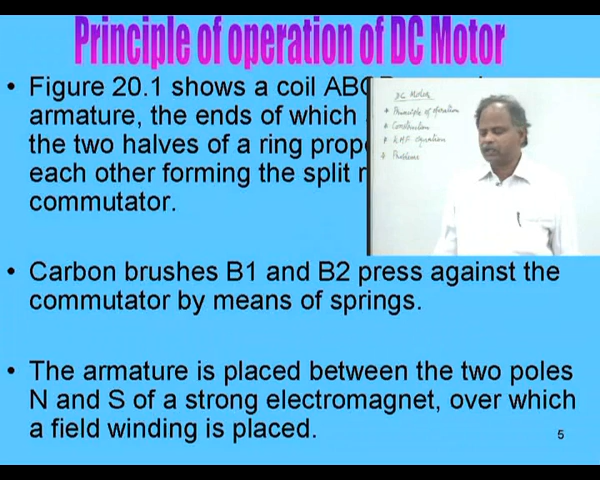 Principle of operation of DC Motor
• Figure 20.1 shows a coil
armature, the ends of which
the two halves of a ring
each other forming the split
commutator.
DC Motor
Principle of operation
Construction
EMF equation
Problems
• Carbon brushes B1 and B2 press against the
commutator by means of springs.
• The armature is placed between the two poles
N and S of a strong electromagnet, over which
a field winding is placed.
5